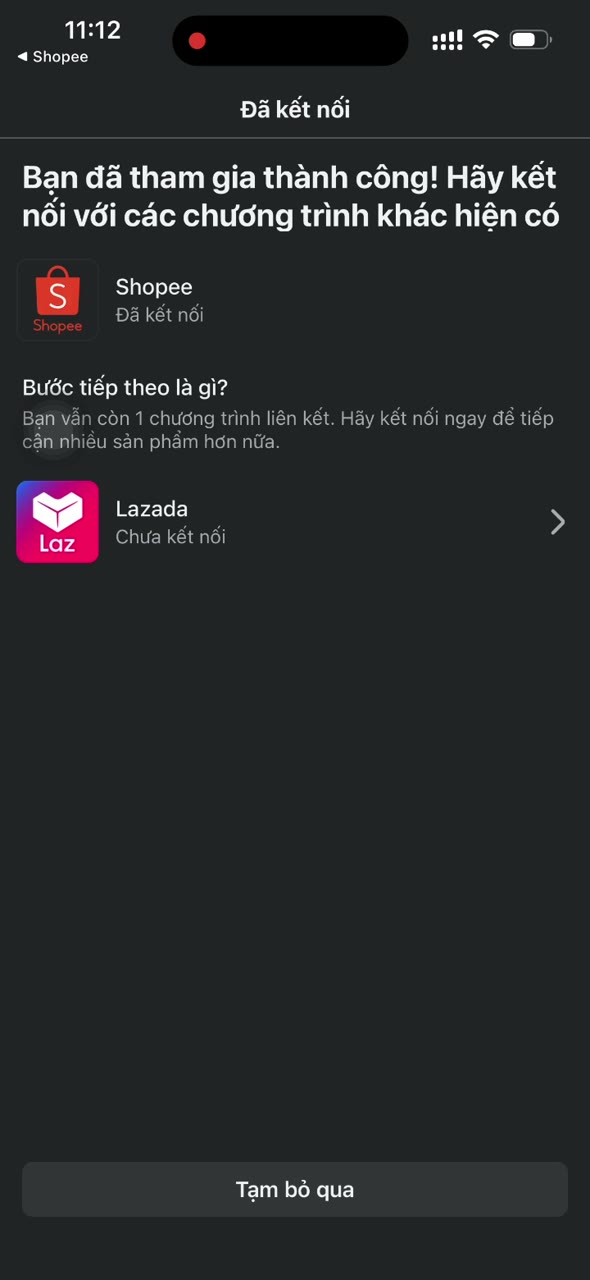 11:12
◀ Shopee
Đã kết nối
Bạn đã tham gia thành công! Hãy kết
nối với các chương trình khác hiện có
S
Shopee
Shopee
Đã kết nối
Bước tiếp theo là gì?
Bạn vẫn còn 1 chương trình liên kết. Hãy kết nối ngay để tiếp
cận nhiều sản phẩm hơn nữa.
Laz
Lazada
Chưa kết nối
Tạm bỏ qua